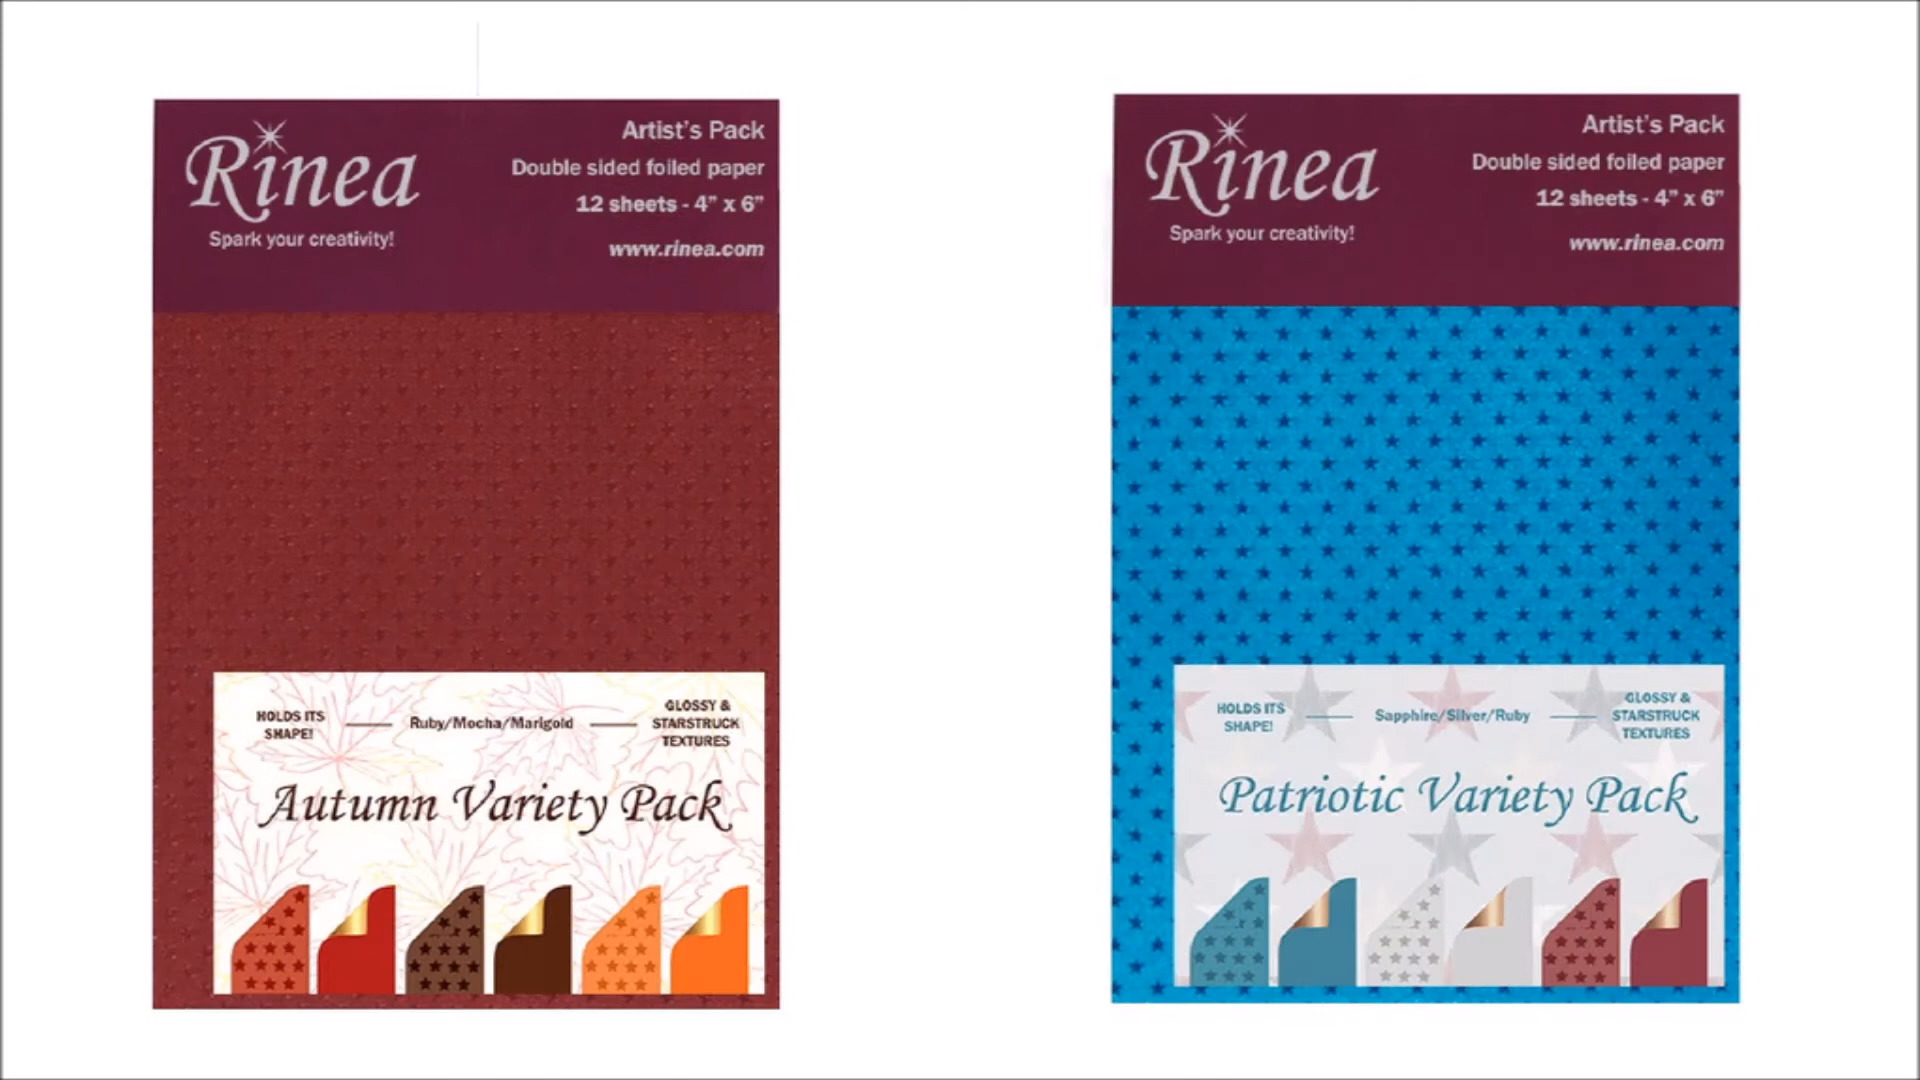 Rinea
Spark your creativity!
Artist's Pack
Double sided foiled paper
12 sheets - 4" x 6"
www.rinea.com
HOLDS ITS
SHAPE!
Ruby/Mocha/Marigold
GLOSSY &
STARSTRUCK
TEXTURES
Autumn Variety Pack
Rinea
Spark your creativity!
Artist's Pack
Double sided foiled paper
12 sheets - 4" x 6"
www.rinea.com
HOLDS ITS
SHAPE!
Sapphire/Silver/Ruby
GLOSSY &
STARSTRUCK
TEXTURES
Patriotic Variety Pack